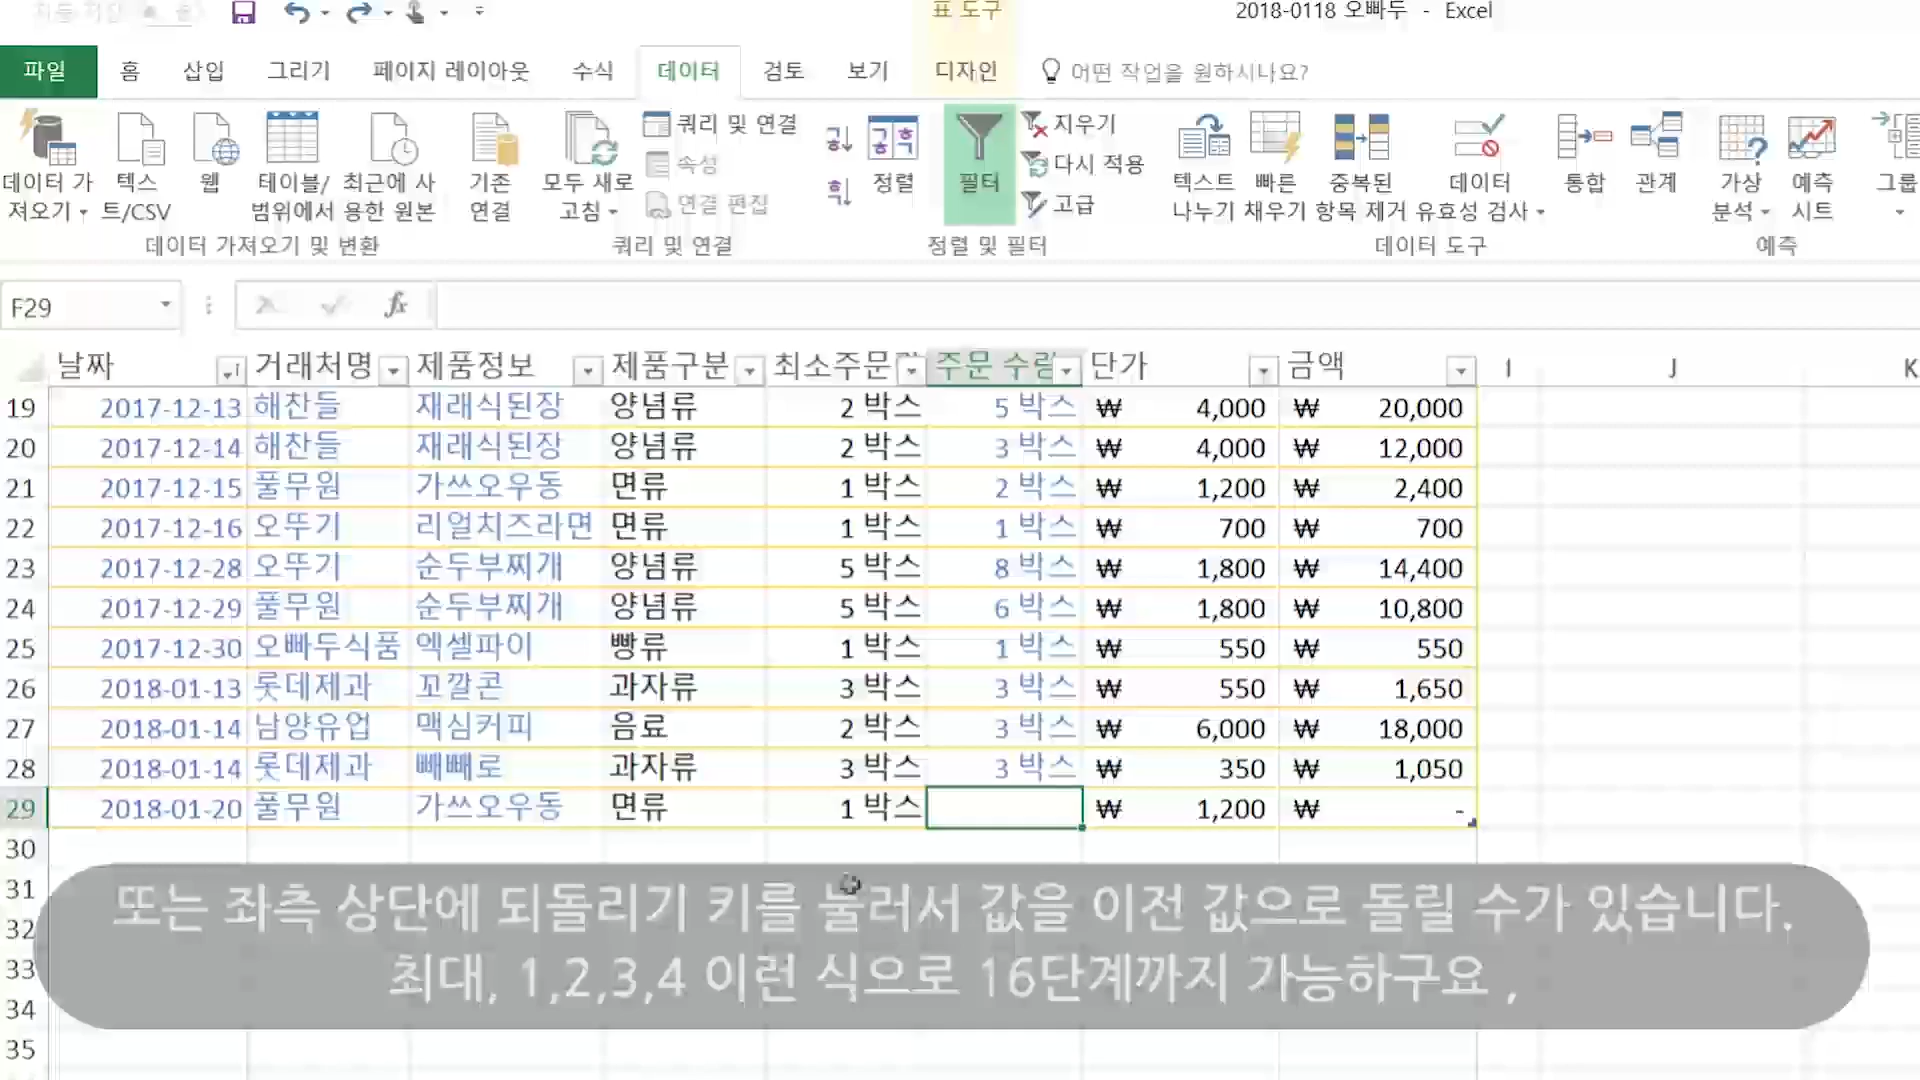 표 도구
2018-0118 오빠두 - Excel
파일 홈 삽입 그리기 페이지 레이아웃 수식 데이터 검토 보기 디자인 어떤 작업을 원하시나요?
데이터 가져오기
텍스트/CSV
웹
테이블/범위에서
최근에 사용한 원본
데이터 가져오기 및 변환
기존 연결
모두 새로 고침
쿼리 및 연결
속성
연결 편집
쿼리 및 연결
정렬
필터
지우기
다시 적용
고급
정렬 및 필터
텍스트 나누기
빠른 채우기
중복된 항목 제거
데이터 유효성 검사
통합
관계
데이터 도구
가상 분석
예측 시트
예측
그룹
F29 fx
날짜 거래처명 제품정보 제품구분 최소주문 주문 수량 단가 금액 I J K
19 2017-12-13 해찬들 재래식된장 양념류 2 박스 5 박스 ₩ 4,000 ₩ 20,000
20 2017-12-14 해찬들 재래식된장 양념류 2 박스 3 박스 ₩ 4,000 ₩ 12,000
21 2017-12-15 풀무원 가쓰오우동 면류 1 박스 2 박스 ₩ 1,200 ₩ 2,400
22 2017-12-16 오뚜기 리얼치즈라면 면류 1 박스 1 박스 ₩ 700 ₩ 700
23 2017-12-28 오뚜기 순두부찌개 양념류 5 박스 8 박스 ₩ 1,800 ₩ 14,400
24 2017-12-29 풀무원 순두부찌개 양념류 5 박스 6 박스 ₩ 1,800 ₩ 10,800
25 2017-12-30 오빠두식품 엑셀파이 빵류 1 박스 1 박스 ₩ 550 ₩ 550
26 2018-01-13 롯데제과 꼬깔콘 과자류 3 박스 3 박스 ₩ 550 ₩ 1,650
27 2018-01-14 남양유업 맥심커피 음료 2 박스 3 박스 ₩ 6,000 ₩ 18,000
28 2018-01-14 롯데제과 빼빼로 과자류 3 박스 3 박스 ₩ 350 ₩ 1,050
29 2018-01-20 풀무원 가쓰오우동 면류 1 박스 ₩ 1,200 ₩ -
30
31
32
33
34
35
또는 좌측 상단에 되돌리기 키를 눌러서 값을 이전 값으로 돌릴 수가 있습니다.
최대, 1,2,3,4 이런 식으로 16단계까지 가능하구요 ,